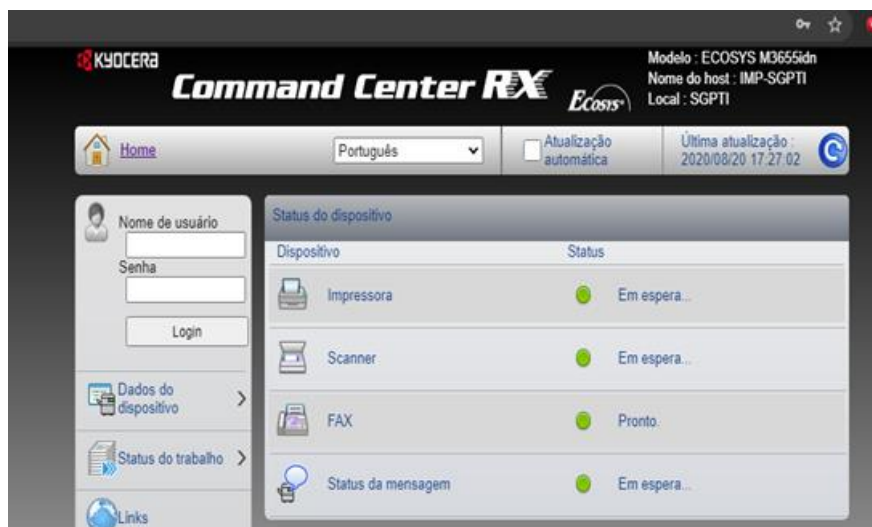 KYOCERA
Command Center RX
Ecosys
Modelo : ECOSYS M3655idn
Nome do host : IMP-SGPTI
Local : SGPTI
Home
Português
Atualização
automática
Última atualização :
2020/08/20 17:27:02
Nome de usuário
Senha
Login
Dados do
dispositivo
Status do trabalho
Links
Status do dispositivo
Dispositivo Status
Impressora Em espera...
Scanner Em espera...
FAX Pronto.
Status da mensagem Em espera...